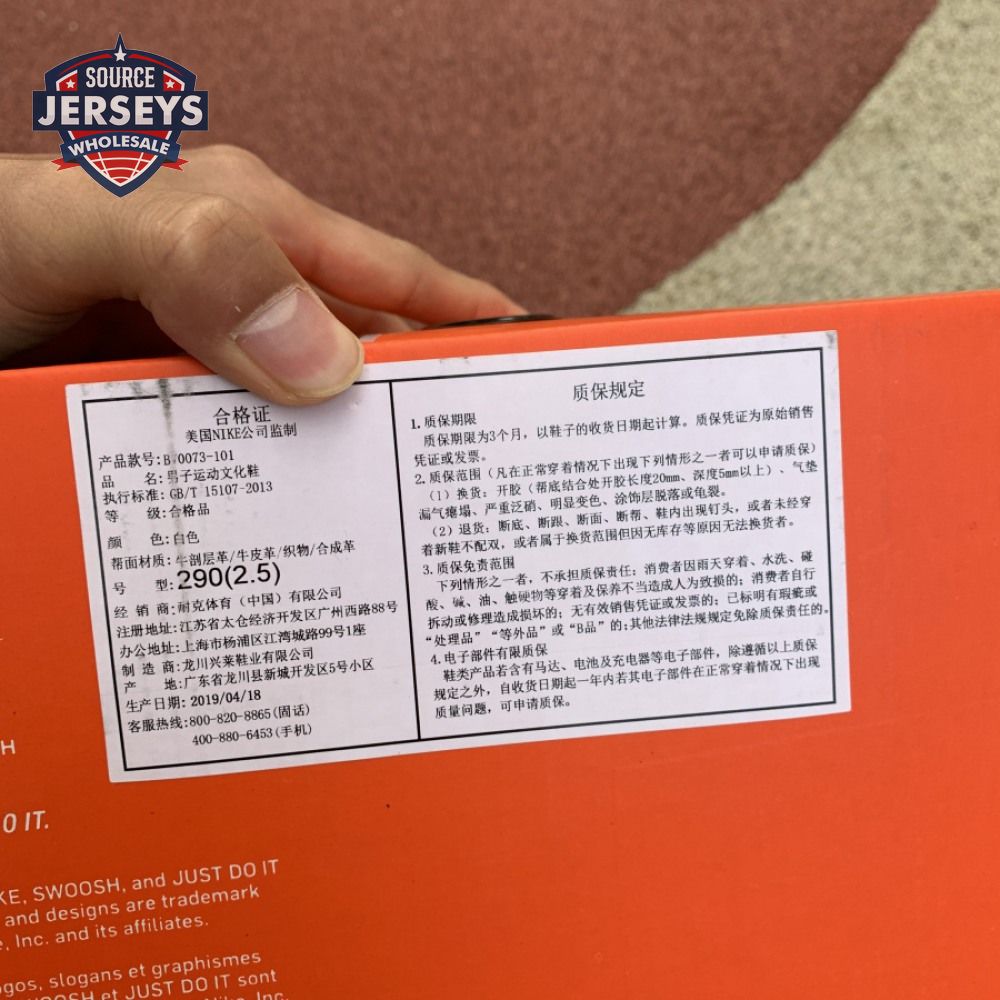 SOURCE
JERSEYS
WHOLESALE
合格证
美国NIKE公司监制
产品款号:B 0073-101
品 名:男子运动文化鞋
执行标准:GB/T 15107-2013
等 级:合格品
颜 色:白色
帮面材质:牛剖层革/牛皮革/织物/合成革
号 型:290(2.5)
经 销 商:耐克体育（中国）有限公司
注册地址:江苏省太仓经济开发区广州西路88号
办公地址:上海市杨浦区江湾城路99号1座
制 造 商:龙川兴莱鞋业有限公司
产 地:广东省龙川县新城开发区5号小区
生产日期:2019/04/18
客服热线:800-820-8865(固话)
400-880-6453(手机)
质保规定
1.质保期限
质保期限为3个月，以鞋子的收货日期起计算。质保凭证为原始销售
凭证或发票。
2.质保范围（凡在正常穿着情况下出现下列情形之一者可以申请质保）
（1）换货：开胶（帮底结合处开胶长度20mm、深度5mm以上）、气垫
漏气瘪塌、严重泛硝、明显变色、涂饰层脱落或龟裂。
（2）退货：断底、断跟、断面、断帮、鞋内出现钉头，或者未经穿
着新鞋不配双，或者属于换货范围但因无库存等原因无法换货者。
3.质保免责范围
下列情形之一者，不承担质保责任：消费者因雨天穿着、水洗、碰
酸、碱、油、触硬物等穿着及保养不当造成人为致损的；消费者自行
拆动或修理造成损坏的；无有效销售凭证或发票的；已标明有瑕疵或
“处理品”“等外品”或“B品”的；其他法律法规规定免除质保责任的。
4.电子部件有限质保
鞋类产品若含有马达、电池及充电器等电子部件，除遵循以上质保
规定之外，自收货日期起一年内若其电子部件在正常穿着情况下出现
质量问题，可申请质保。
H
O IT.
KE, SWOOSH, and JUST DO IT
and designs are trademark
, Inc. and its affiliates.
ogos, slogans et graphismes
WOOSH et JUST DO IT sont
Nike, Inc.